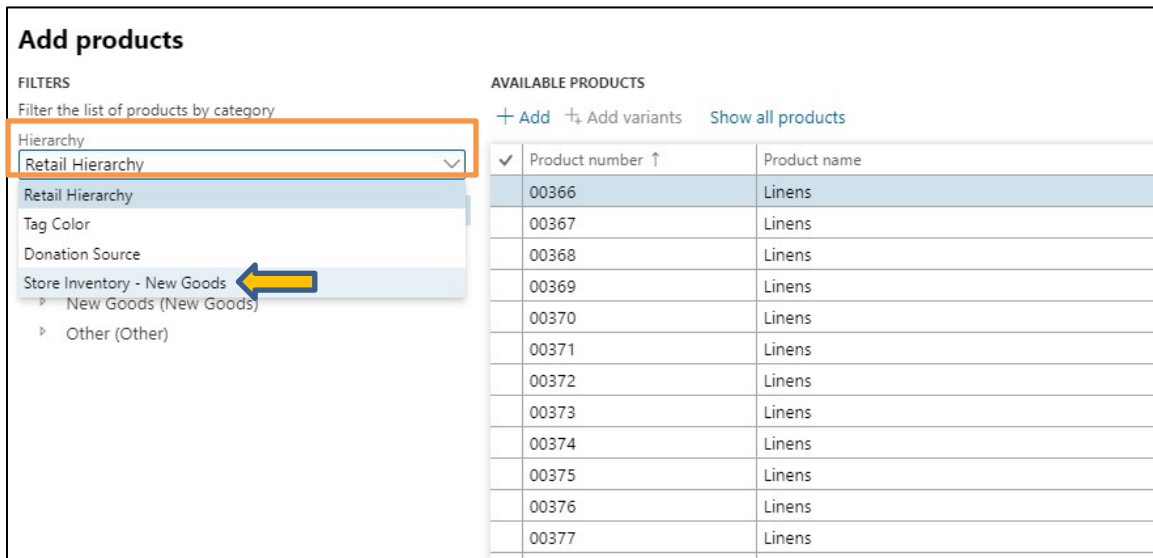 Add products
FILTERS
Filter the list of products by category
Hierarchy
Retail Hierarchy
Retail Hierarchy
Tag Color
Donation Source
Store Inventory - New Goods
New Goods (New Goods)
Other (Other)
AVAILABLE PRODUCTS
+ Add + Add variants Show all products
✓ Product number ↑ Product name
00366 Linens
00367 Linens
00368 Linens
00369 Linens
00370 Linens
00371 Linens
00372 Linens
00373 Linens
00374 Linens
00375 Linens
00376 Linens
00377 Linens